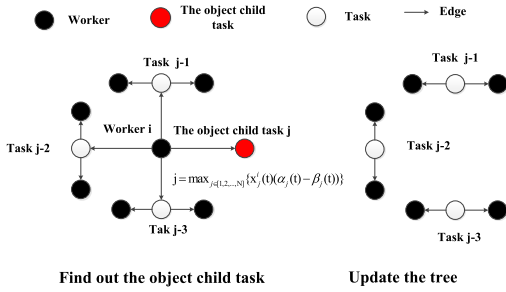 Worker
The object child
task
Task
Edge
Task j-1
Worker i
The object child task j
Task j-2
j=max_{j∈[1,2,...,N]}{x_j^i(t)(α_j(t)−β_j(t))}
Tak j-3
Find out the object child task
Task j-1
Task j-2
Task j-3
Update the tree